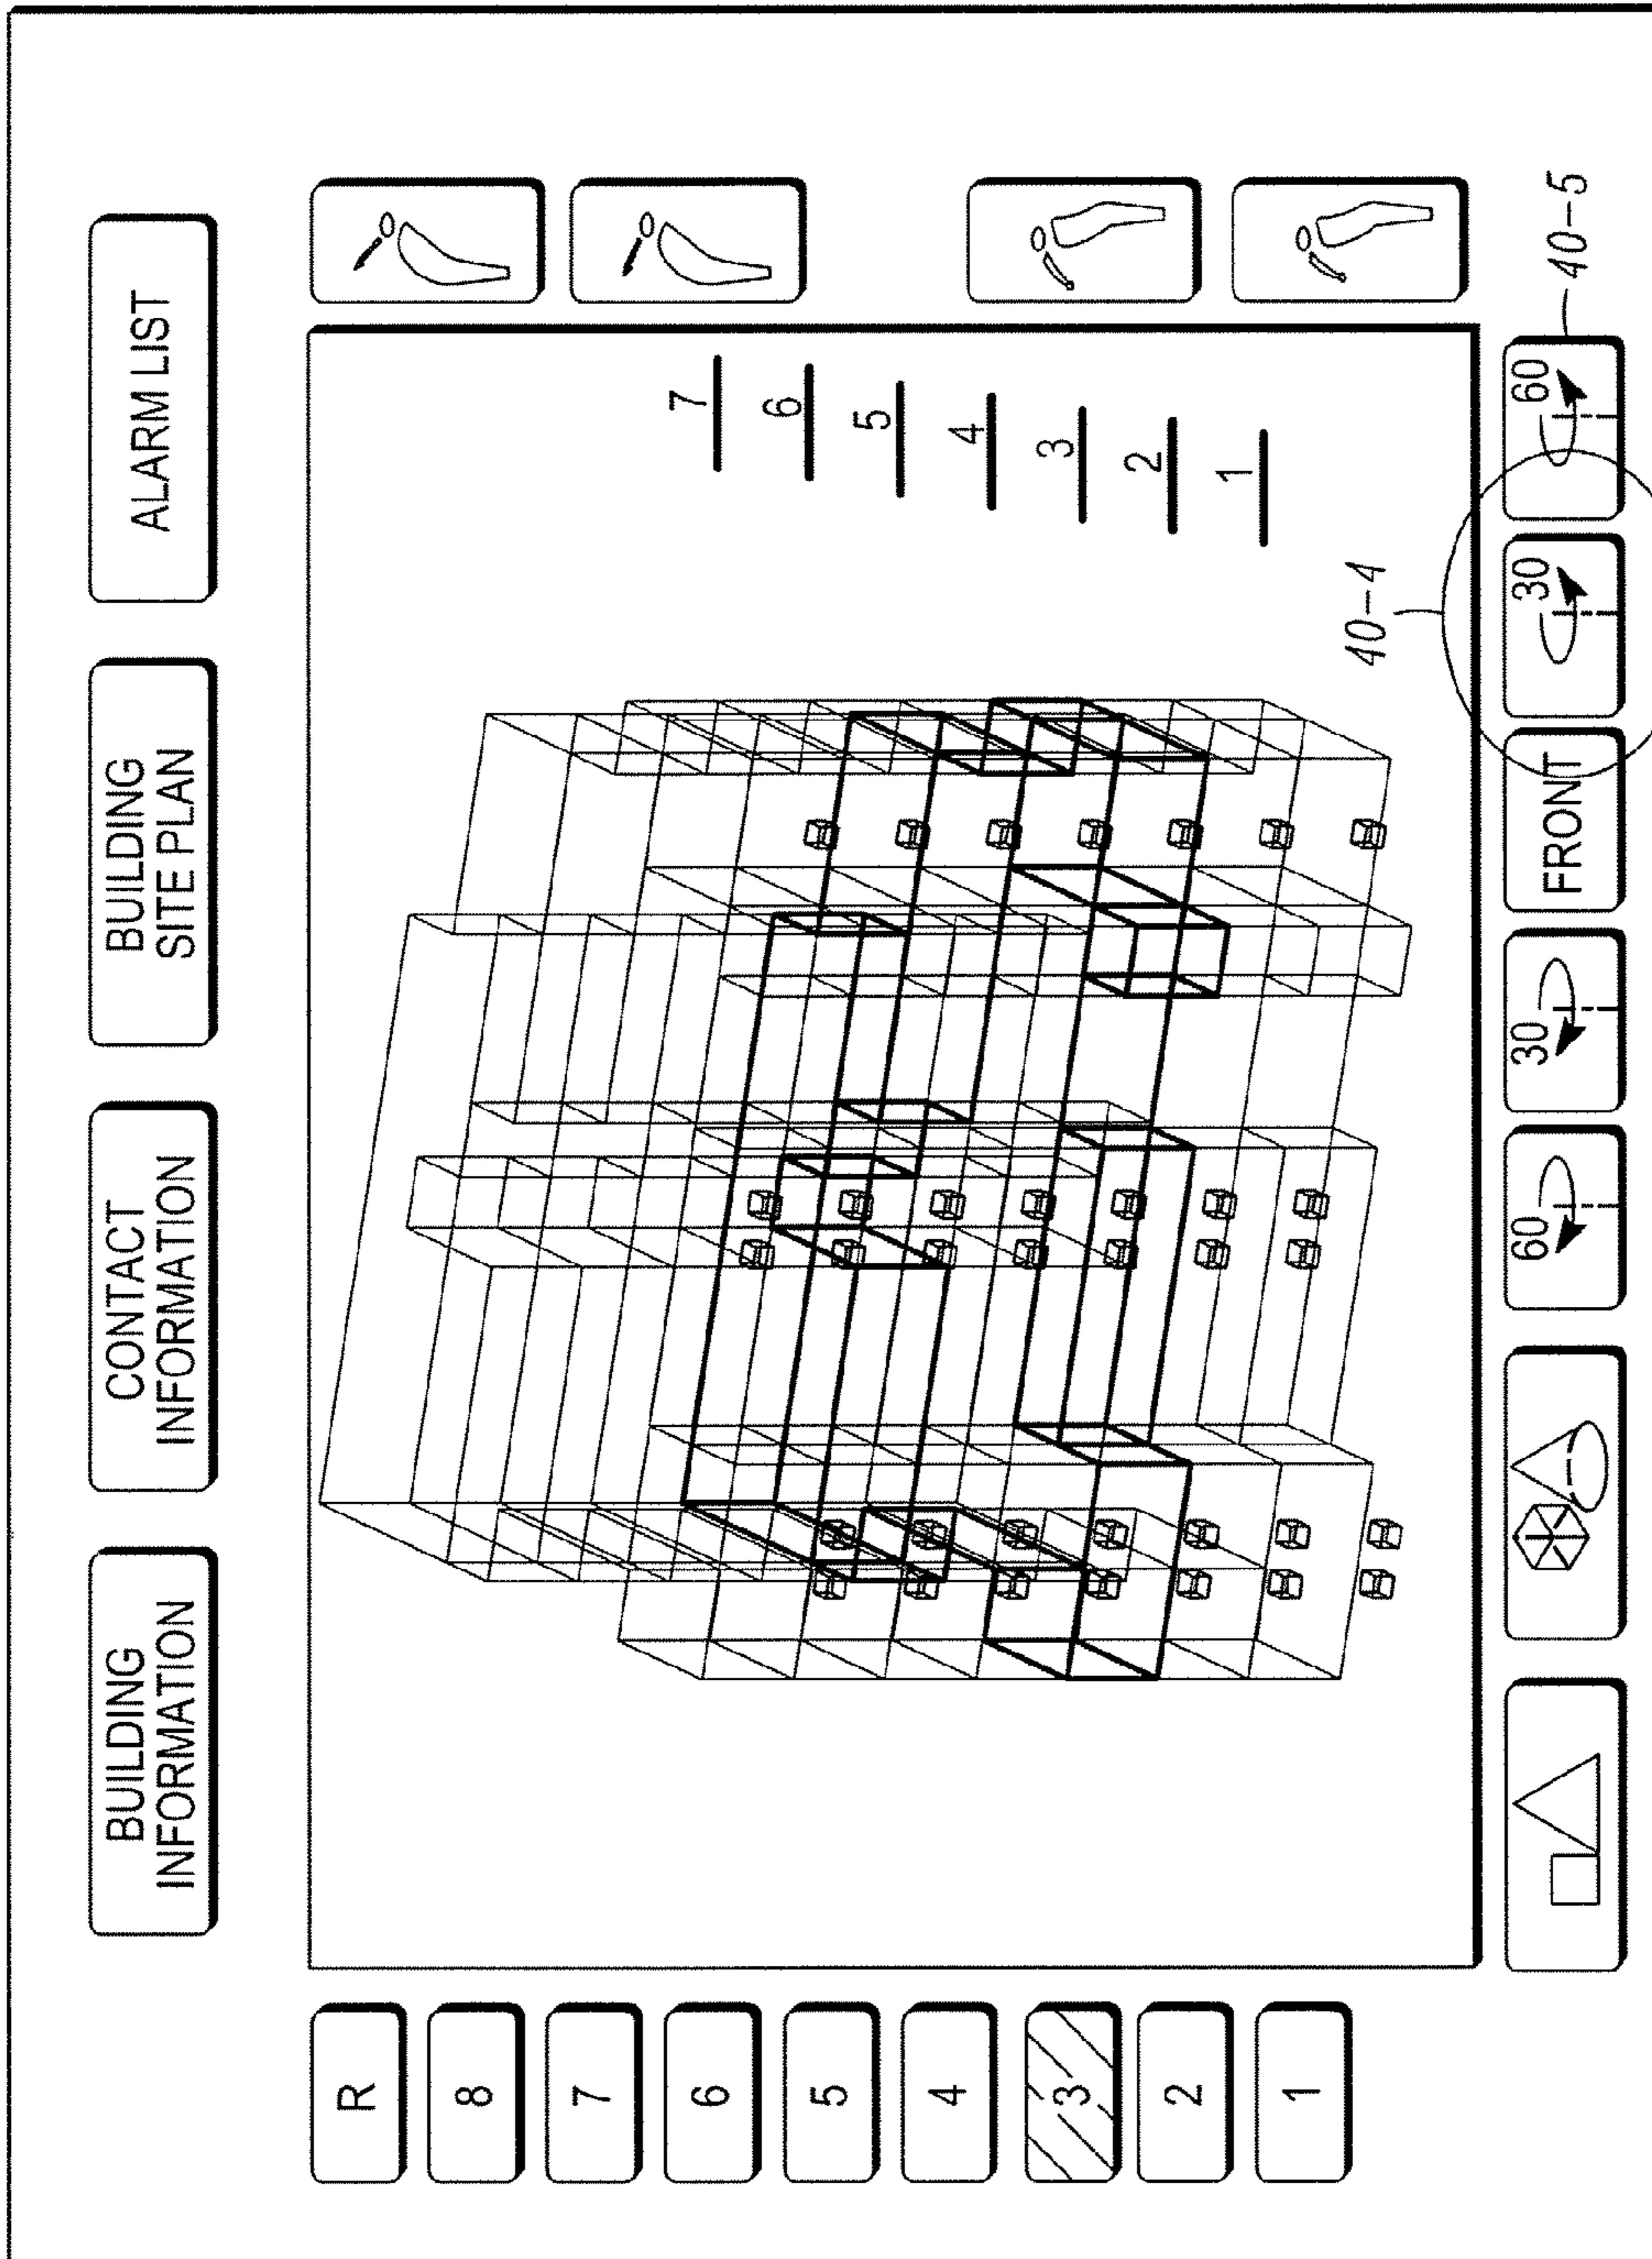 BUILDING
INFORMATION
CONTACT
INFORMATION
BUILDING
SITE PLAN
ALARM LIST
R
8
7
6
5
4
3
2
1
7
6
5
4
3
2
1
40-4
60
30
FRONT
30
60
40-5